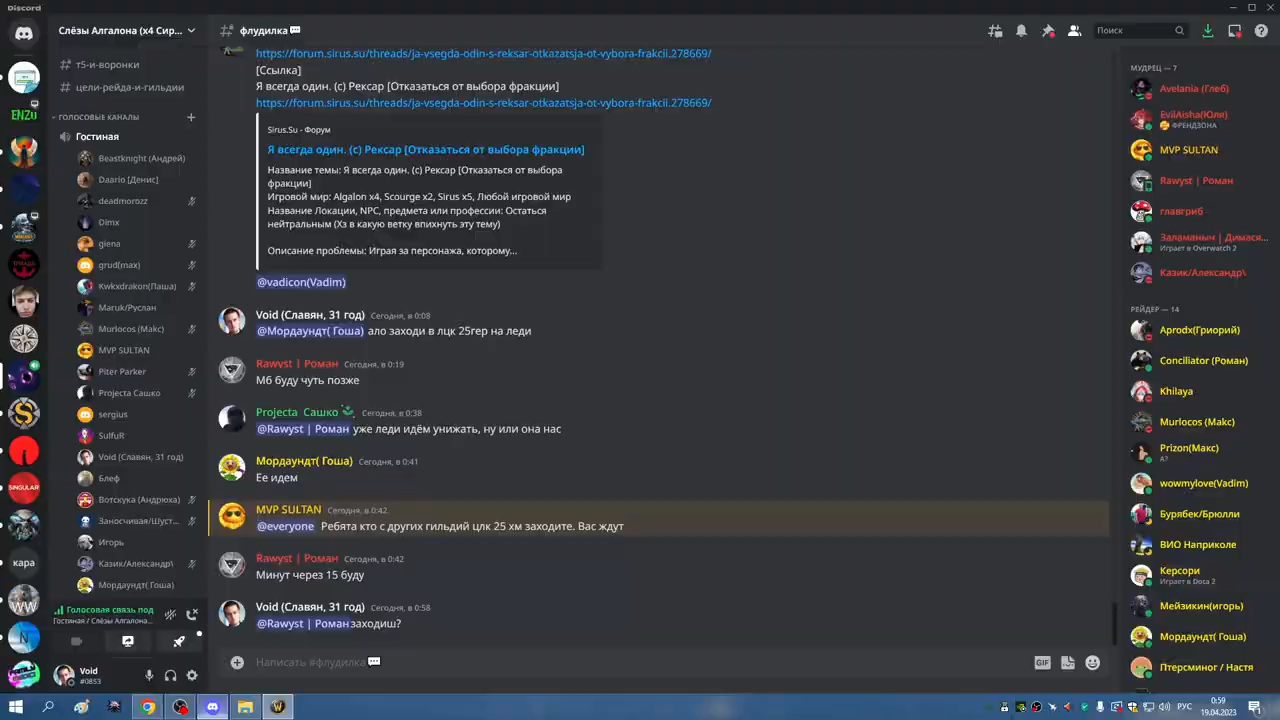 Discord
Слёзы Алгалона (x4 Сир...
т5-и-воронки
цели-рейда-и-гильдии
ГОЛОСОВЫЕ КАНАЛЫ
Гостиная
Beastknight (Андрей)
Daario [Денис]
deadmorozz
Dimx
giena
grud(max)
Kwkxdrakon(Паша)
Maruk/Руслан
Murlocos (Макс)
MVP SULTAN
Piter Parker
Projecta Сашко
sergius
SulfuR
Void (Славян, 31 год)
Блеф
Вотскука (Андрюха)
Заносчивая/Шуст...
Игорь
Казик/Александр\
Мордаундт( Гоша)
Голосовая связь под
Гостиная / Слёзы Алгалона...
Void
#0853
ENZO
SINGULAR
кара
WW
N
флудилка
https://forum.sirus.su/threads/ja-vsegda-odin-s-reksar-otkazatsja-ot-vybora-frakcii.278669/
[Ссылка]
Я всегда один. (с) Рексар [Отказаться от выбора фракции]
https://forum.sirus.su/threads/ja-vsegda-odin-s-reksar-otkazatsja-ot-vybora-frakcii.278669/
Sirus.Su - Форум
Я всегда один. (с) Рексар [Отказаться от выбора фракции]
Название темы: Я всегда один. (с) Рексар [Отказаться от выбора
фракции]
Игровой мир: Algalon x4, Scourge x2, Sirus x5, Любой игровой мир
Название Локации, NPC, предмета или профессии: Остаться
нейтральным (Хз в какую ветку впихнуть эту тему)
Описание проблемы: Играя за персонажа, которому...
@vadicon(Vadim)
Void (Славян, 31 год) Сегодня, в 0:08
@Мордаундт( Гоша) ало заходи в лцк 25гер на леди
Rawyst | Роман Сегодня, в 0:19
Мб буду чуть позже
Projecta Сашко Сегодня, в 0:38
@Rawyst | Роман уже леди идём унижать, ну или она нас
Мордаундт( Гоша) Сегодня, в 0:41
Ее идем
MVP SULTAN Сегодня, в 0:42
@everyone Ребята кто с других гильдий цлк 25 хм заходите. Вас ждут
Rawyst | Роман Сегодня, в 0:42
Минут через 15 буду
Void (Славян, 31 год) Сегодня, в 0:58
@Rawyst | Роман заходиш?
Написать #флудилка
GIF
Поиск
МУДРЕЦ — 7
Avelania (Глеб)
EvilAisha(Юля)
ФРЕНДЗОНА
MVP SULTAN
Rawyst | Роман
главгриб
Заламаныч | Димася...
Играет в Overwatch 2
Казик/Александр\
РЕЙДЕР — 14
Aprodx(Гриорий)
Conciliator (Роман)
Khilaya
Murlocos (Макс)
Prizon(Макс)
А?
wowmylove(Vadim)
Бурябек/Брюлли
ВИО Наприколе
Керсори
Играет в Dota 2
Мейзикин(игорь)
Мордаундт( Гоша)
Птерсминог / Настя
РУС
0:59
19.04.2023